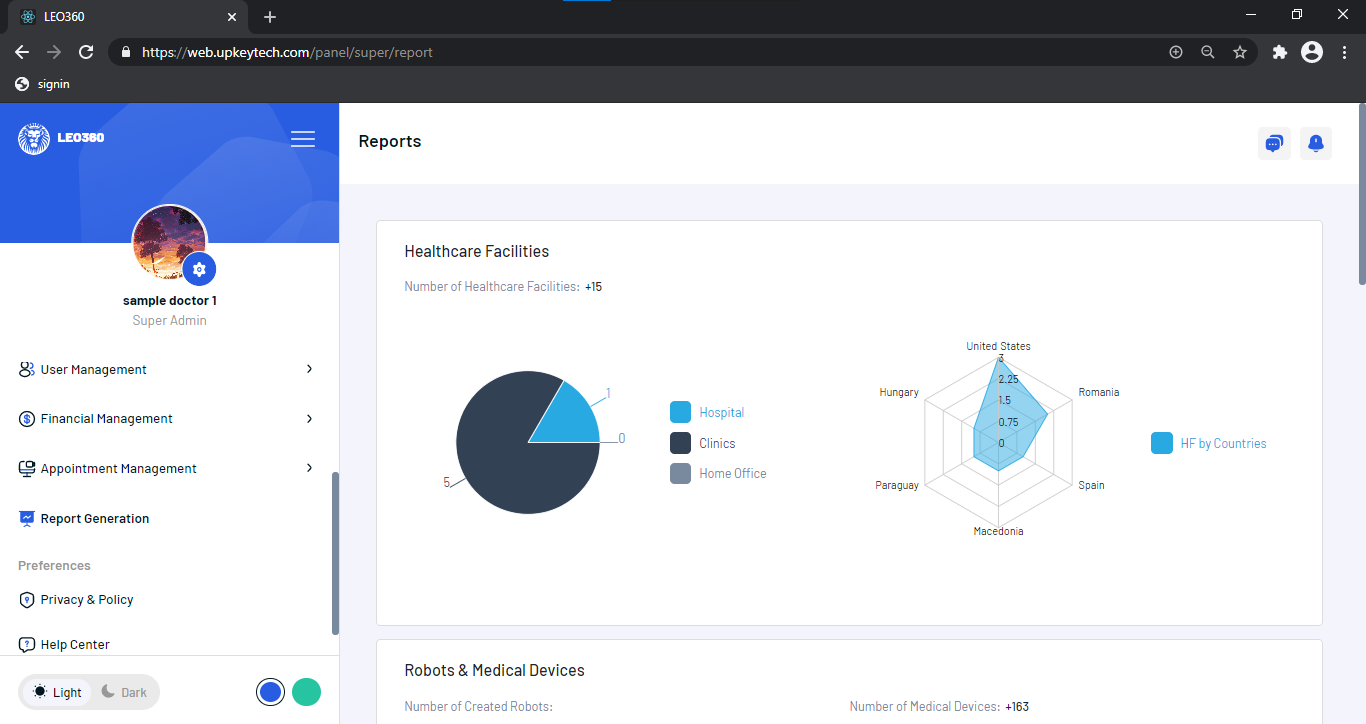 LEO360
https://web.upkeytech.com/panel/super/report
signin
LEO360
Reports
sample doctor 1
Super Admin
User Management
Financial Management
Appointment Management
Report Generation
Preferences
Privacy & Policy
Help Center
Light
Dark
Healthcare Facilities
Number of Healthcare Facilities: +15
1
0
5
Hospital
Clinics
Home Office
United States
3
2.25
1.5
0.75
0
Hungary
Romania
Paraguay
Spain
Macedonia
HF by Countries
Robots & Medical Devices
Number of Created Robots:
Number of Medical Devices: +163